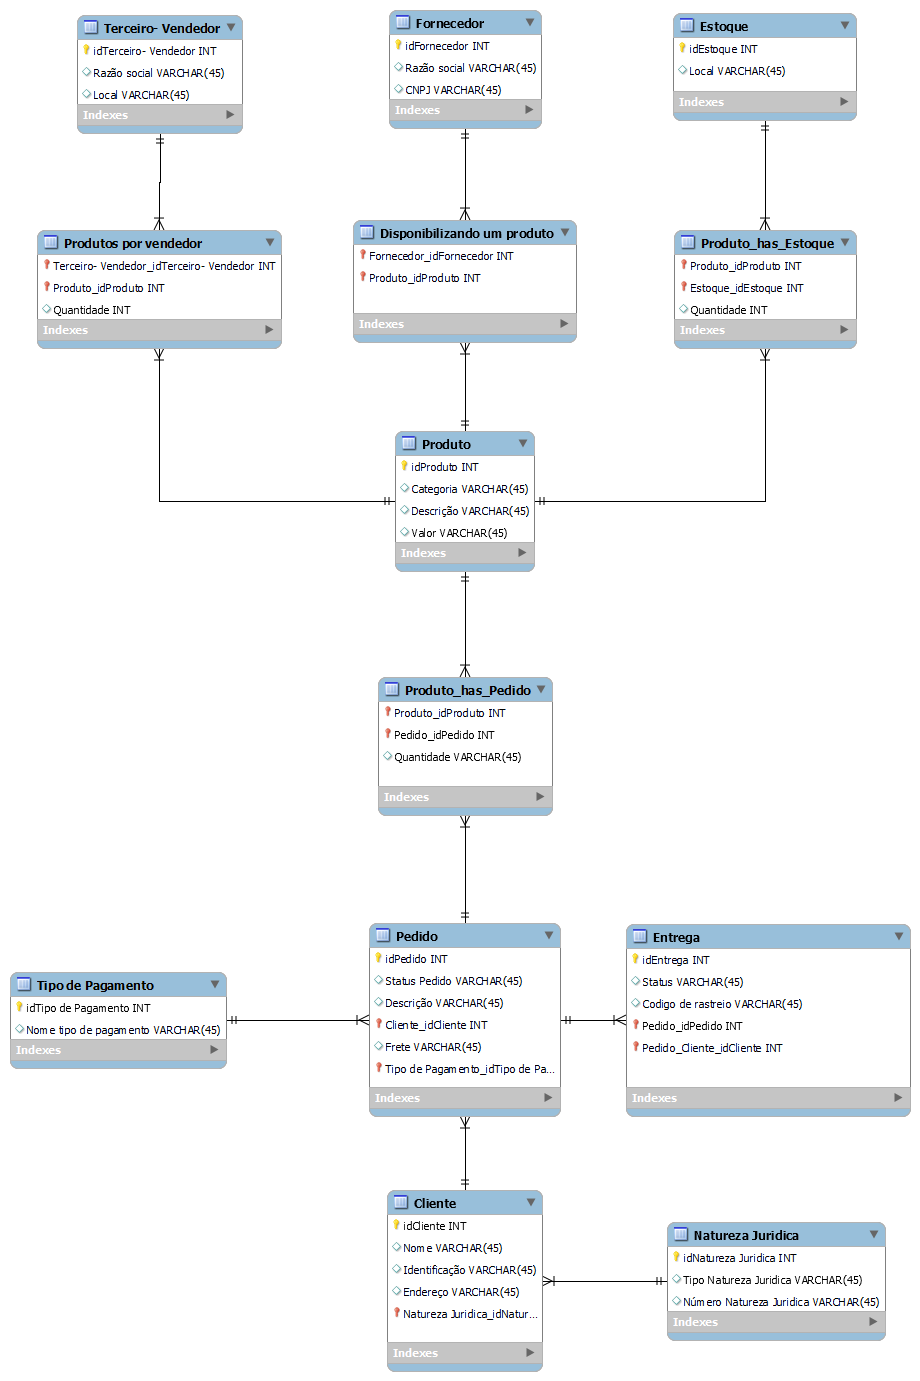 Terceiro- Vendedor
idTerceiro- Vendedor INT
Razão social VARCHAR(45)
Local VARCHAR(45)
Indexes
Fornecedor
idFornecedor INT
Razão social VARCHAR(45)
CNPJ VARCHAR(45)
Indexes
Estoque
idEstoque INT
Local VARCHAR(45)
Indexes
Produtos por vendedor
Terceiro- Vendedor_idTerceiro- Vendedor INT
Produto_idProduto INT
Quantidade INT
Indexes
Disponibilizando um produto
Fornecedor_idFornecedor INT
Produto_idProduto INT
Indexes
Produto_has_Estoque
Produto_idProduto INT
Estoque_idEstoque INT
Quantidade INT
Indexes
Produto
idProduto INT
Categoria VARCHAR(45)
Descrição VARCHAR(45)
Valor VARCHAR(45)
Indexes
Produto_has_Pedido
Produto_idProduto INT
Pedido_idPedido INT
Quantidade VARCHAR(45)
Indexes
Tipo de Pagamento
idTipo de Pagamento INT
Nome tipo de pagamento VARCHAR(45)
Indexes
Pedido
idPedido INT
Status Pedido VARCHAR(45)
Descrição VARCHAR(45)
Cliente_idCliente INT
Frete VARCHAR(45)
Tipo de Pagamento_idTipo de Pa...
Indexes
Entrega
idEntrega INT
Status VARCHAR(45)
Codigo de rastreio VARCHAR(45)
Pedido_idPedido INT
Pedido_Cliente_idCliente INT
Indexes
Cliente
idCliente INT
Nome VARCHAR(45)
Identificação VARCHAR(45)
Endereço VARCHAR(45)
Natureza Juridica_idNatur...
Indexes
Natureza Juridica
idNatureza Juridica INT
Tipo Natureza Juridica VARCHAR(45)
Número Natureza Juridica VARCHAR(45)
Indexes